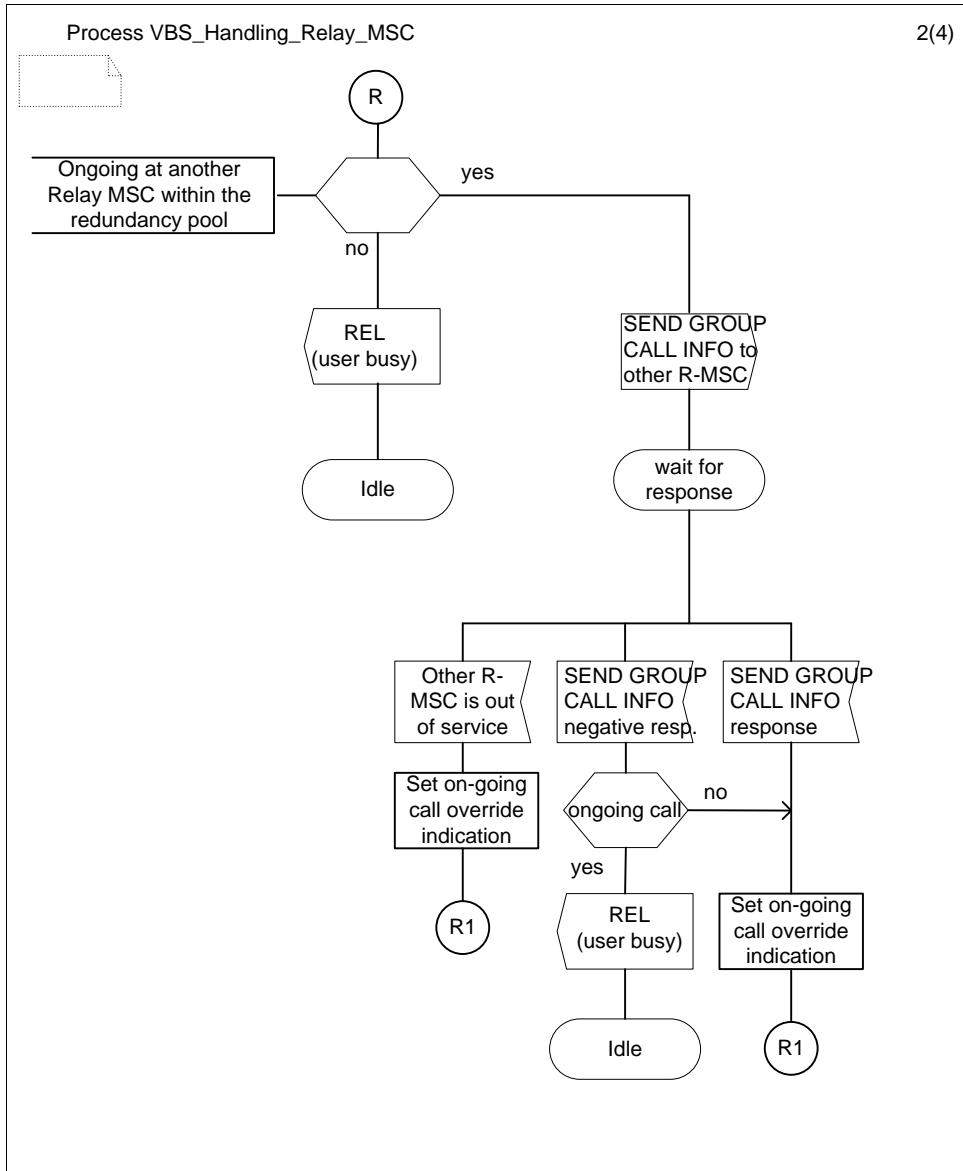 Process VBS_Handling_Relay_MSC
2(4)
R
Ongoing at another
Relay MSC within the
redundancy pool
yes
no
REL
(user busy)
SEND GROUP
CALL INFO to
other R-MSC
Idle
wait for
response
Other R-
MSC is out
of service
SEND GROUP
CALL INFO
negative resp.
SEND GROUP
CALL INFO
response
Set on-going
call override
indication
ongoing call
no
yes
R1
REL
(user busy)
Set on-going
call override
indication
Idle
R1